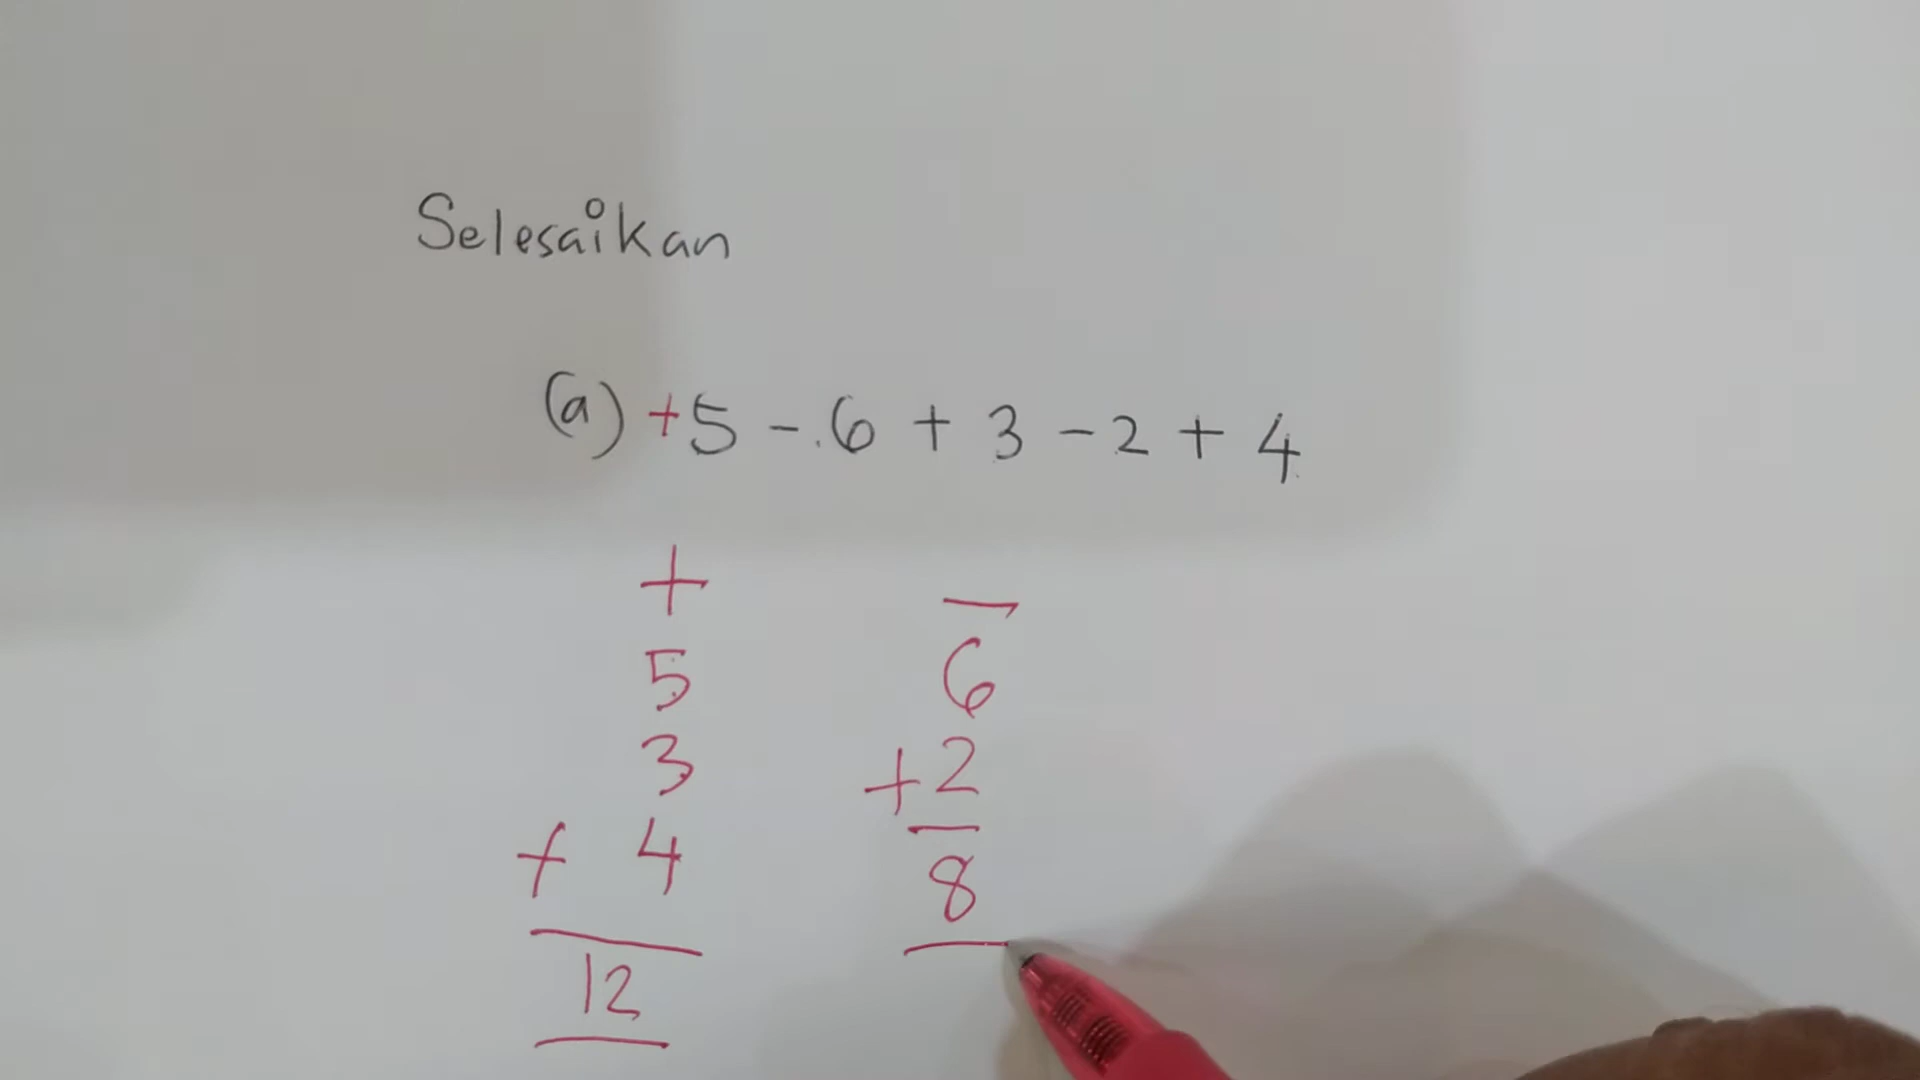 Selesaikan
(a) +5 - 6 + 3 - 2 + 4
+ -
5 6
3 +2
+ 4 8
12